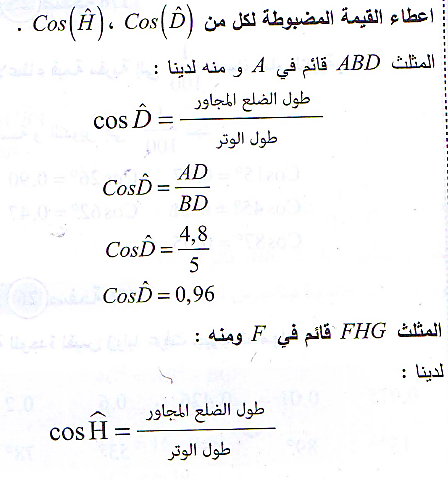 اعطاء القيمة المضبوطة لكل من Cos(D̂) ، Cos(Ĥ) .
المثلث ABD قائم في A و منه لدينا :
cos D̂ = طول الضلع المجاور / طول الوتر
CosD̂ = AD / BD
CosD̂ = 4,8 / 5
CosD̂ = 0,96
المثلث FHG قائم في F ومنه :
لدينا :
cos Ĥ = طول الضلع المجاور / طول الوتر